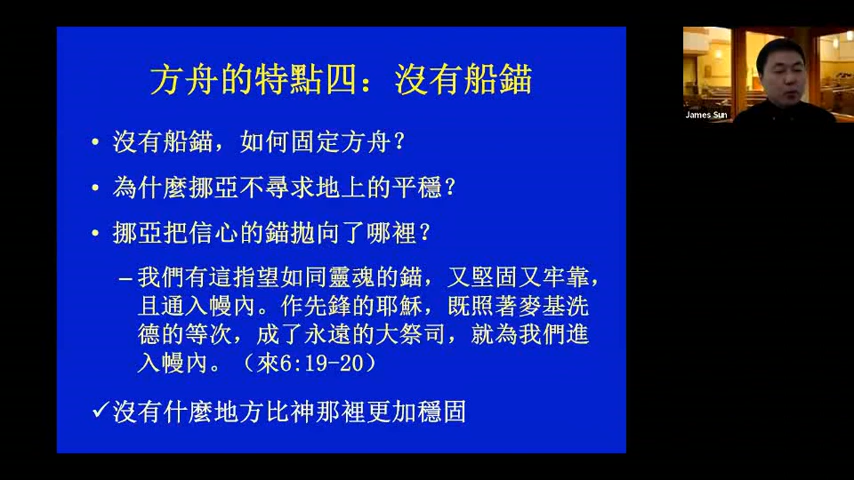 方舟的特點四：沒有船錨
• 沒有船錨，如何固定方舟？
• 為什麼挪亞不尋求地上的平穩？
• 挪亞把信心的錨拋向了哪裡？
–我們有這指望如同靈魂的錨，又堅固又牢靠，
且通入幔內。作先鋒的耶穌，既照著麥基洗
德的等次，成了永遠的大祭司，就為我們進
入幔內。（來6:19-20）
✓沒有什麼地方比神那裡更加穩固
James Sun